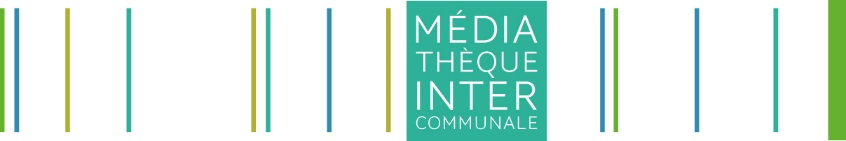 MÉDIA
THÈQUE
INTER
COMMUNALE